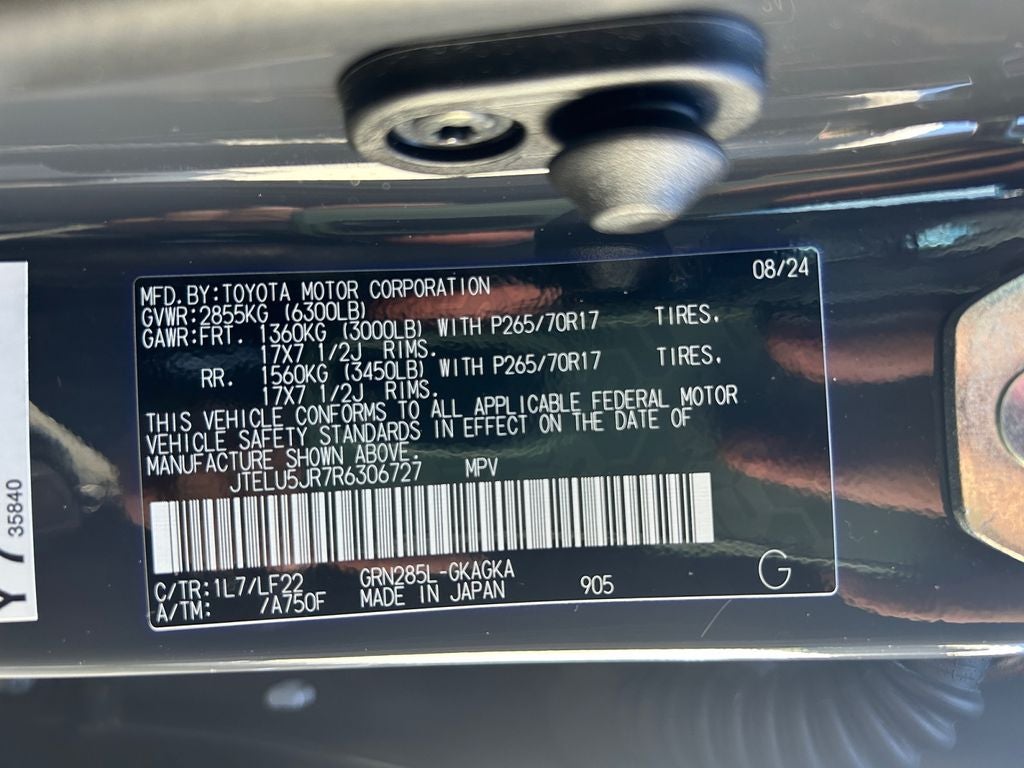 08/24
MFD.BY:TOYOTA MOTOR CORPORATION
GVWR:2855KG (6300LB)
GAWR:FRT. 1360KG (3000LB) WITH P265/70R17 TIRES.
17X7 1/2J RIMS.
RR. 1560KG (3450LB) WITH P265/70R17 TIRES.
17X7 1/2J RIMS.
THIS VEHICLE CONFORMS TO ALL APPLICABLE FEDERAL MOTOR
VEHICLE SAFETY STANDARDS IN EFFECT ON THE DATE OF
MANUFACTURE SHOWN ABOVE.
JTELU5JR7R6306727 MPV
C/TR:1L7/LF22 GRN285L-GKAGKA
A/TM: /A750F MADE IN JAPAN 905 G
35840